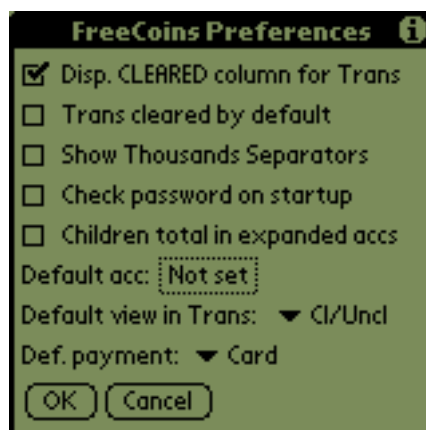 FreeCoins Preferences i
Disp. CLEARED column for Trans
Trans cleared by default
Show Thousands Separators
Check password on startup
Children total in expanded accs
Default acc: Not set
Default view in Trans: Cl/Uncl
Def. payment: Card
OK Cancel